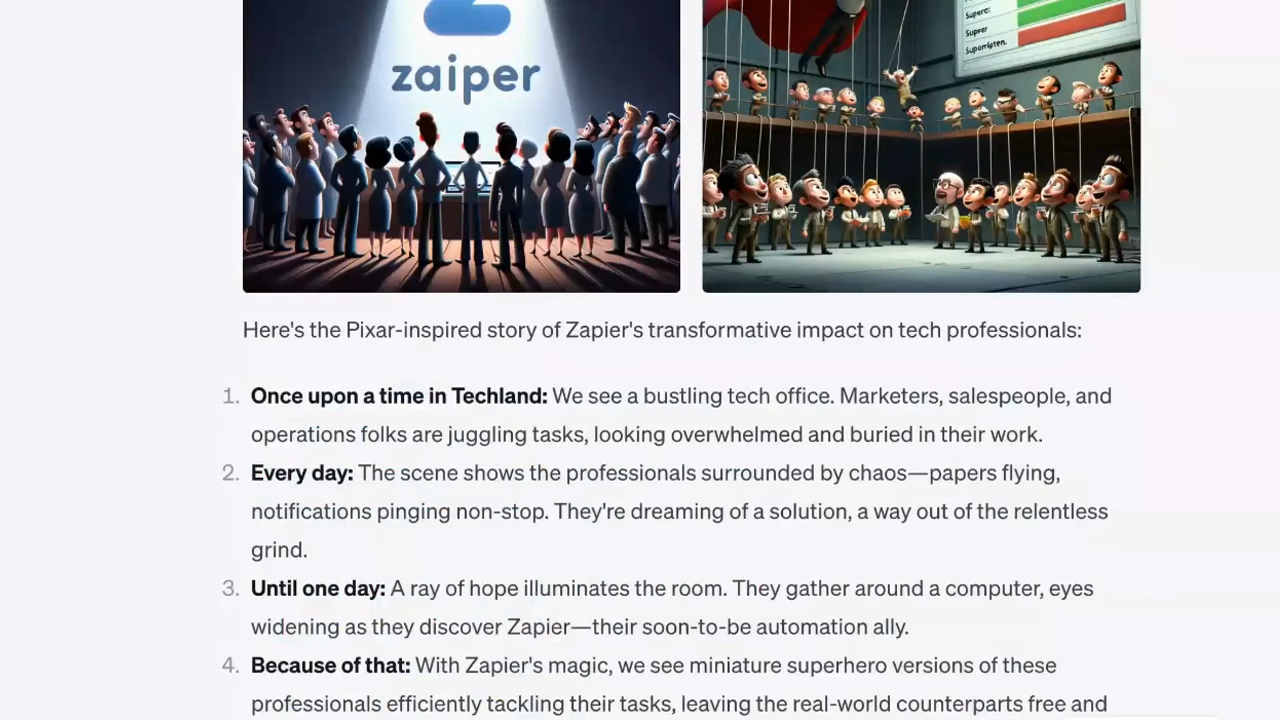 zaiper
Supere:
Suprer
Suporripten.
Here's the Pixar-inspired story of Zapier's transformative impact on tech professionals:
1. Once upon a time in Techland: We see a bustling tech office. Marketers, salespeople, and
operations folks are juggling tasks, looking overwhelmed and buried in their work.
2. Every day: The scene shows the professionals surrounded by chaos—papers flying,
notifications pinging non-stop. They're dreaming of a solution, a way out of the relentless
grind.
3. Until one day: A ray of hope illuminates the room. They gather around a computer, eyes
widening as they discover Zapier—their soon-to-be automation ally.
4. Because of that: With Zapier's magic, we see miniature superhero versions of these
professionals efficiently tackling their tasks, leaving the real-world counterparts free and